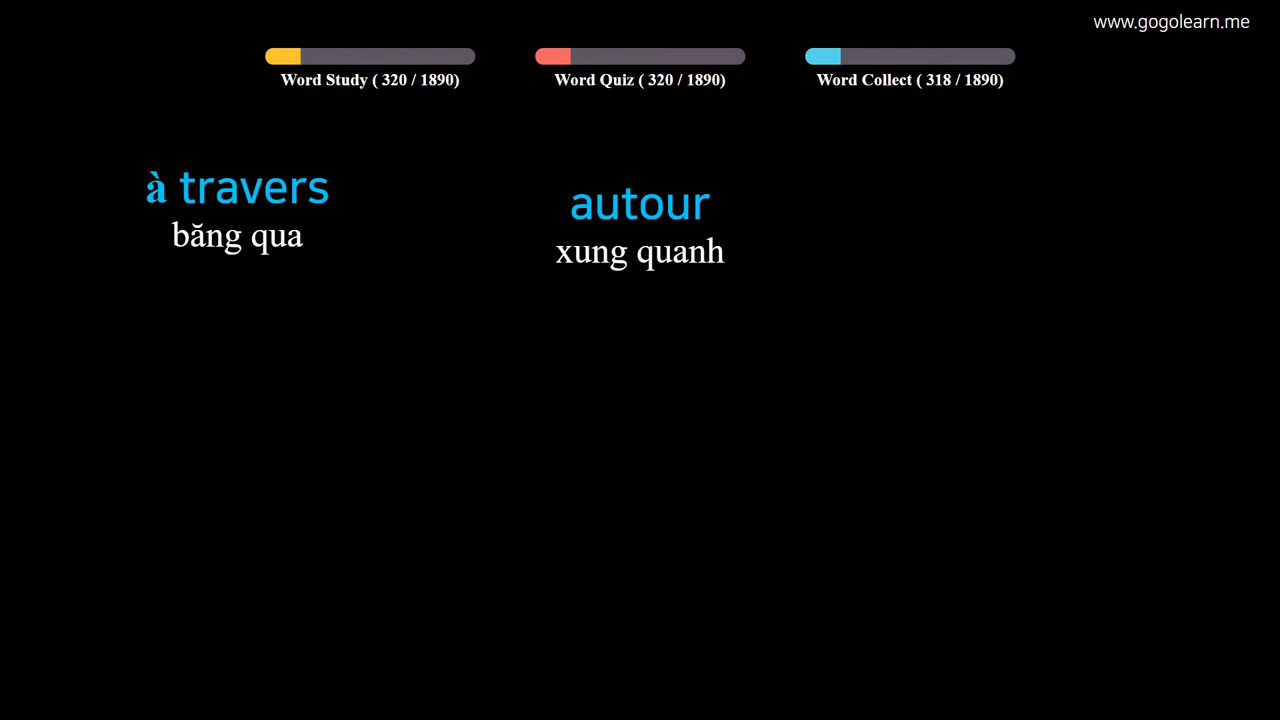 www.gogolearn.me
Word Study ( 320 / 1890)
Word Quiz ( 320 / 1890)
Word Collect ( 318 / 1890)
à travers
băng qua
autour
xung quanh